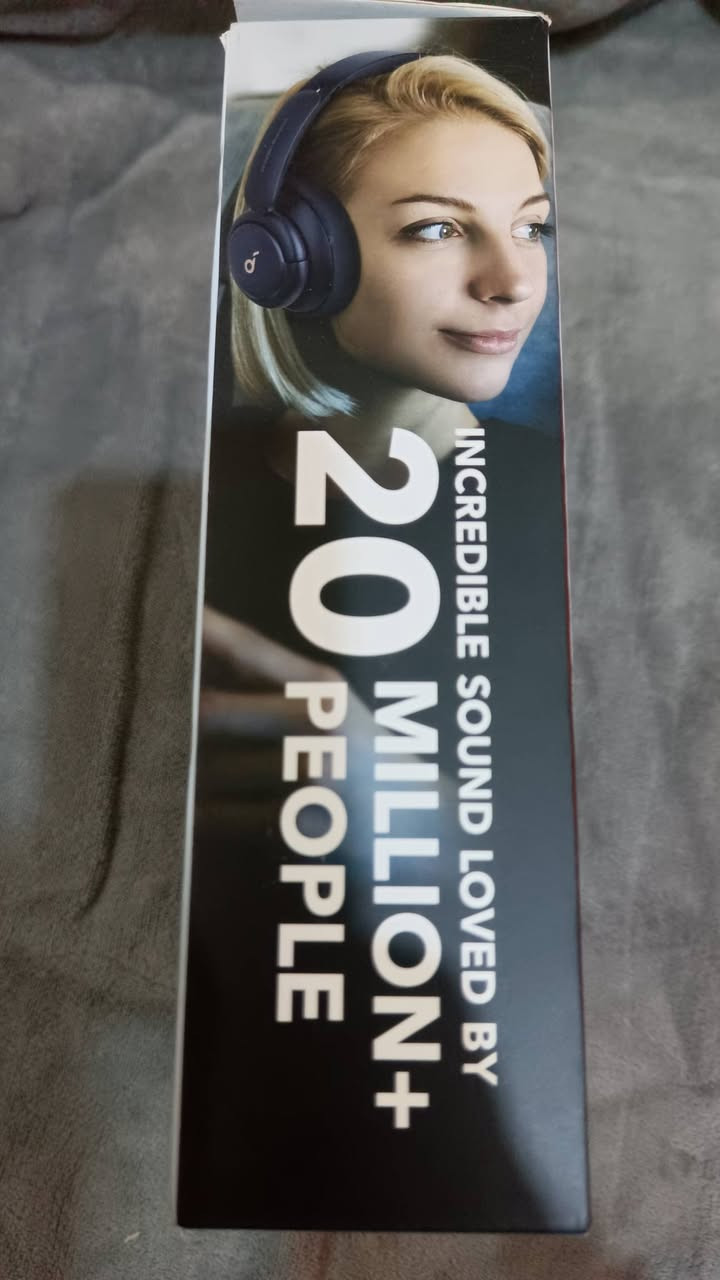 INCREDIBLE SOUND LOVED BY
20 MILLION+
PEOPLE